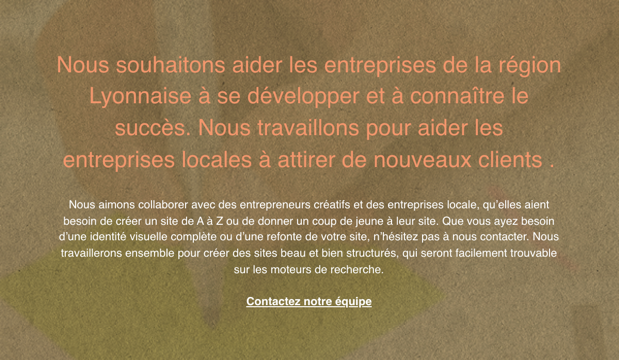 Nous souhaitons aider les entreprises de la région
Lyonnaise à se développer et à connaître le
succès. Nous travaillons pour aider les
entreprises locales à attirer de nouveaux clients .
Nous aimons collaborer avec des entrepreneurs créatifs et des entreprises locale, qu'elles aient
besoin de créer un site de A à Z ou de donner un coup de jeune à leur site. Que vous ayez besoin
d'une identité visuelle complète ou d'une refonte de votre site, n'hésitez pas à nous contacter. Nous
travaillerons ensemble pour créer des sites beau et bien structurés, qui seront facilement trouvable
sur les moteurs de recherche.
Contactez notre équipe